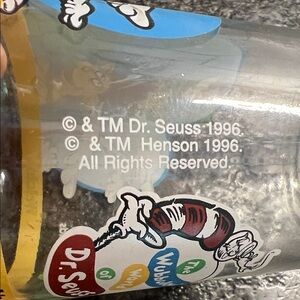 © & TM Dr. Seuss 1996.
© & TM Henson 1996.
All Rights Reserved.
The
Wubbulous
World
of
Dr. Seuss